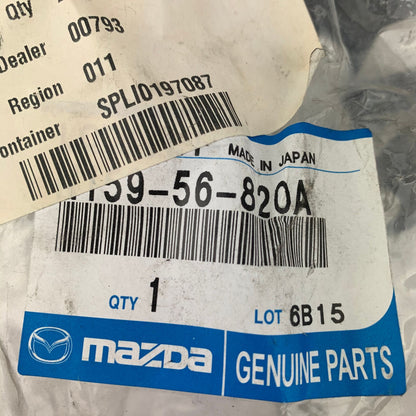 Qty
Dealer 00793
Region 011
Container SPLI0197087
MADE IN JAPAN
59-56-820A
QTY 1 LOT 6B15
mazda GENUINE PARTS